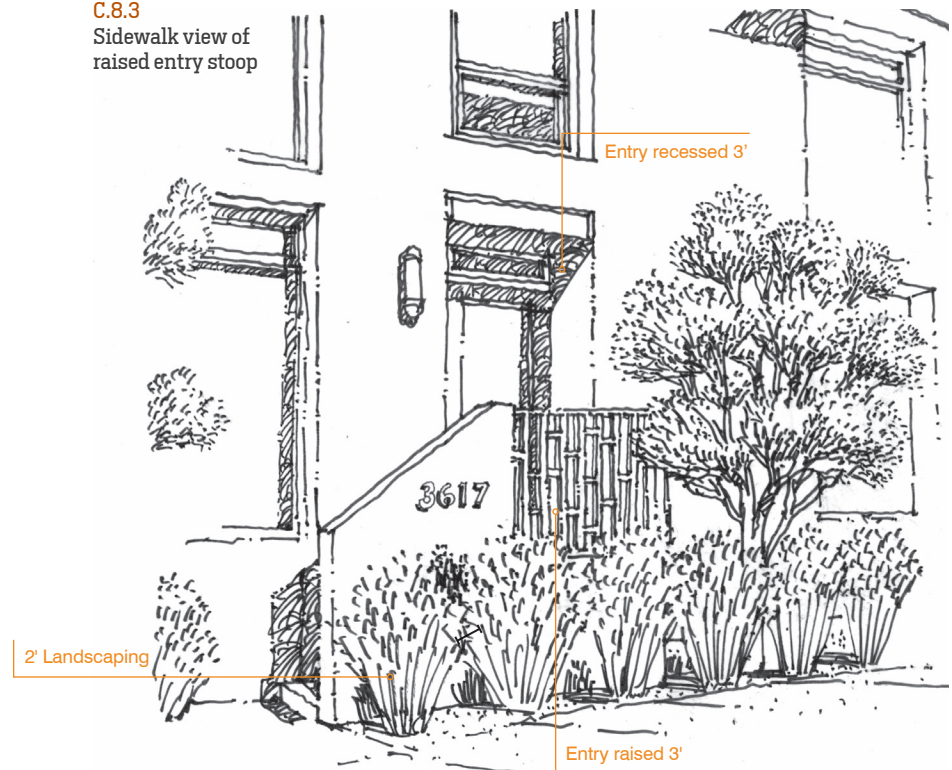 C.8.3
Sidewalk view of
raised entry stoop
Entry recessed 3’
3617
2' Landscaping
Entry raised 3'